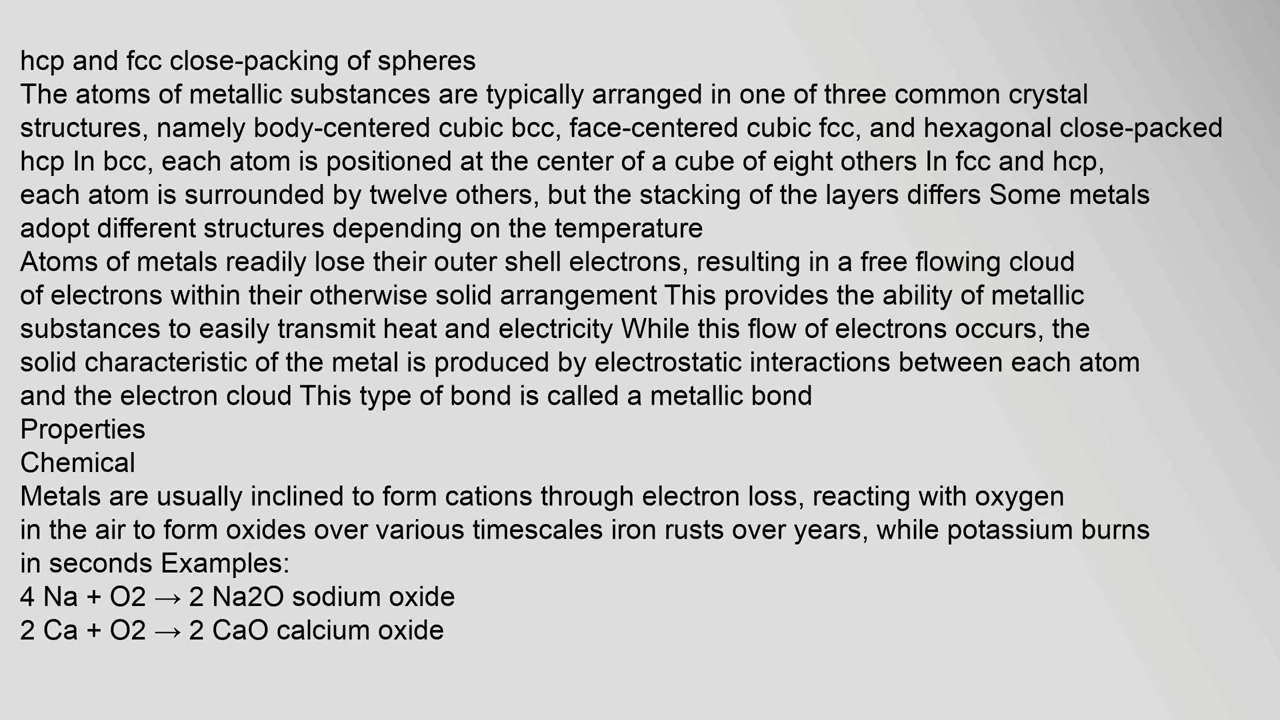 hcp and fcc close-packing of spheres
The atoms of metallic substances are typically arranged in one of three common crystal
structures, namely body-centered cubic bcc, face-centered cubic fcc, and hexagonal close-packed
hcp In bcc, each atom is positioned at the center of a cube of eight others In fcc and hcp,
each atom is surrounded by twelve others, but the stacking of the layers differs Some metals
adopt different structures depending on the temperature
Atoms of metals readily lose their outer shell electrons, resulting in a free flowing cloud
of electrons within their otherwise solid arrangement This provides the ability of metallic
substances to easily transmit heat and electricity While this flow of electrons occurs, the
solid characteristic of the metal is produced by electrostatic interactions between each atom
and the electron cloud This type of bond is called a metallic bond
Properties
Chemical
Metals are usually inclined to form cations through electron loss, reacting with oxygen
in the air to form oxides over various timescales iron rusts over years, while potassium burns
in seconds Examples:
4 Na + O2 → 2 Na2O sodium oxide
2 Ca + O2 → 2 CaO calcium oxide